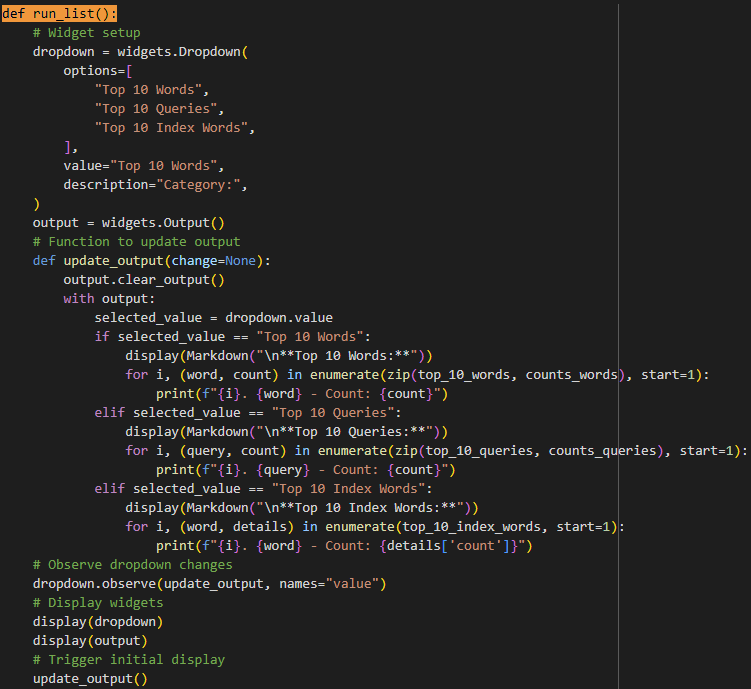 def run_list():
    # Widget setup
    dropdown = widgets.Dropdown(
        options=[
            "Top 10 Words",
            "Top 10 Queries",
            "Top 10 Index Words",
        ],
        value="Top 10 Words",
        description="Category:",
    )
    output = widgets.Output()
    # Function to update output
    def update_output(change=None):
        output.clear_output()
        with output:
            selected_value = dropdown.value
            if selected_value == "Top 10 Words":
                display(Markdown("\n**Top 10 Words:**"))
                for i, (word, count) in enumerate(zip(top_10_words, counts_words), start=1):
                    print(f"{i}. {word} - Count: {count}")
            elif selected_value == "Top 10 Queries":
                display(Markdown("\n**Top 10 Queries:**"))
                for i, (query, count) in enumerate(zip(top_10_queries, counts_queries), start=1):
                    print(f"{i}. {query} - Count: {count}")
            elif selected_value == "Top 10 Index Words":
                display(Markdown("\n**Top 10 Index Words:**"))
                for i, (word, details) in enumerate(top_10_index_words, start=1):
                    print(f"{i}. {word} - Count: {details['count']}")
    # Observe dropdown changes
    dropdown.observe(update_output, names="value")
    # Display widgets
    display(dropdown)
    display(output)
    # Trigger initial display
    update_output()